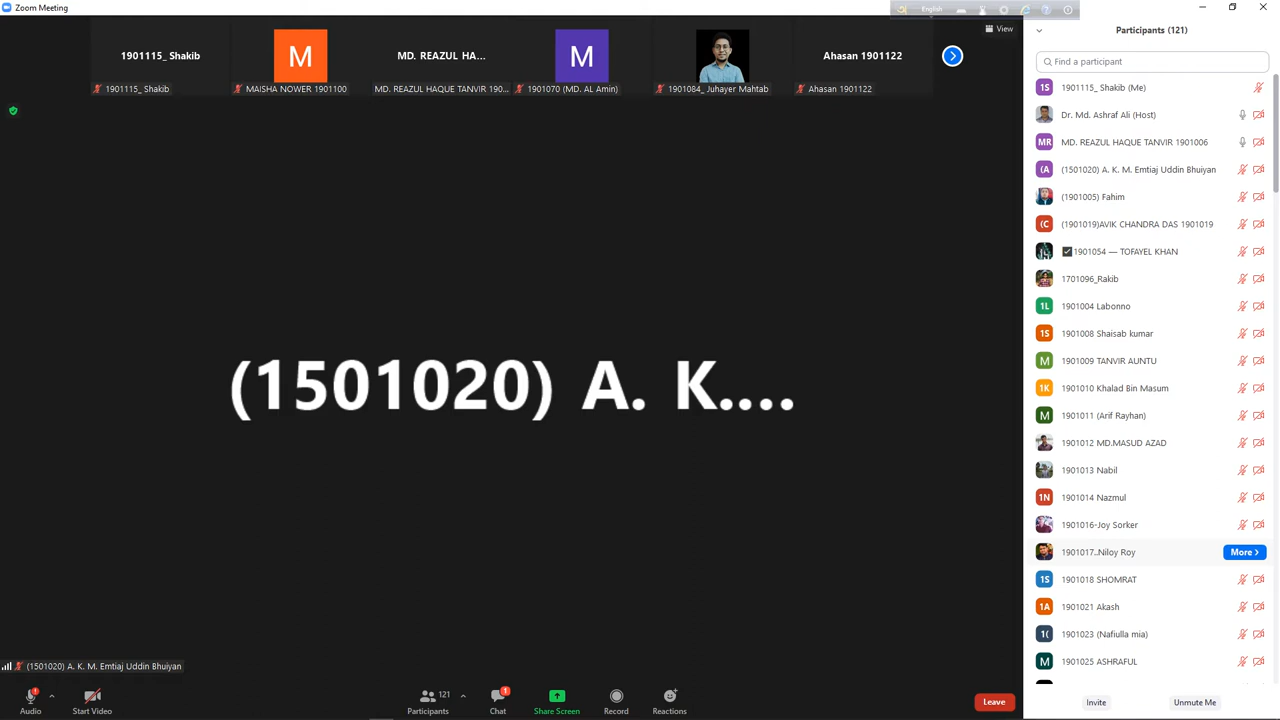 Zoom Meeting
English
View
1901115_ Shakib
M
MD. REAZUL HA...
M
Ahasan 1901122
1901115_ Shakib
MAISHA NOWER 1901100
MD. REAZUL HAQUE TANVIR 190...
1901070 (MD. AL Amin)
1901084_ Juhayer Mahtab
Ahasan 1901122
(1501020) A. K....
(1501020) A. K. M. Emtiaj Uddin Bhuiyan
Audio
Start Video
121
Participants
1
Chat
Share Screen
Record
Reactions
Leave
Participants (121)
Find a participant
1S 1901115_ Shakib (Me)
Dr. Md. Ashraf Ali (Host)
MR MD. REAZUL HAQUE TANVIR 1901006
(A (1501020) A. K. M. Emtiaj Uddin Bhuiyan
(1901005) Fahim
(C (1901019)AVIK CHANDRA DAS 1901019
1901054 — TOFAYEL KHAN
1701096_Rakib
1L 1901004 Labonno
1S 1901008 Shaisab kumar
M 1901009 TANVIR AUNTU
1K 1901010 Khalad Bin Masum
M 1901011 (Arif Rayhan)
1901012 MD.MASUD AZAD
1901013 Nabil
1N 1901014 Nazmul
1901016-Joy Sorker
1901017..Niloy Roy More
1S 1901018 SHOMRAT
1A 1901021 Akash
1( 1901023 (Nafiulla mia)
M 1901025 ASHRAFUL
Invite
Unmute Me